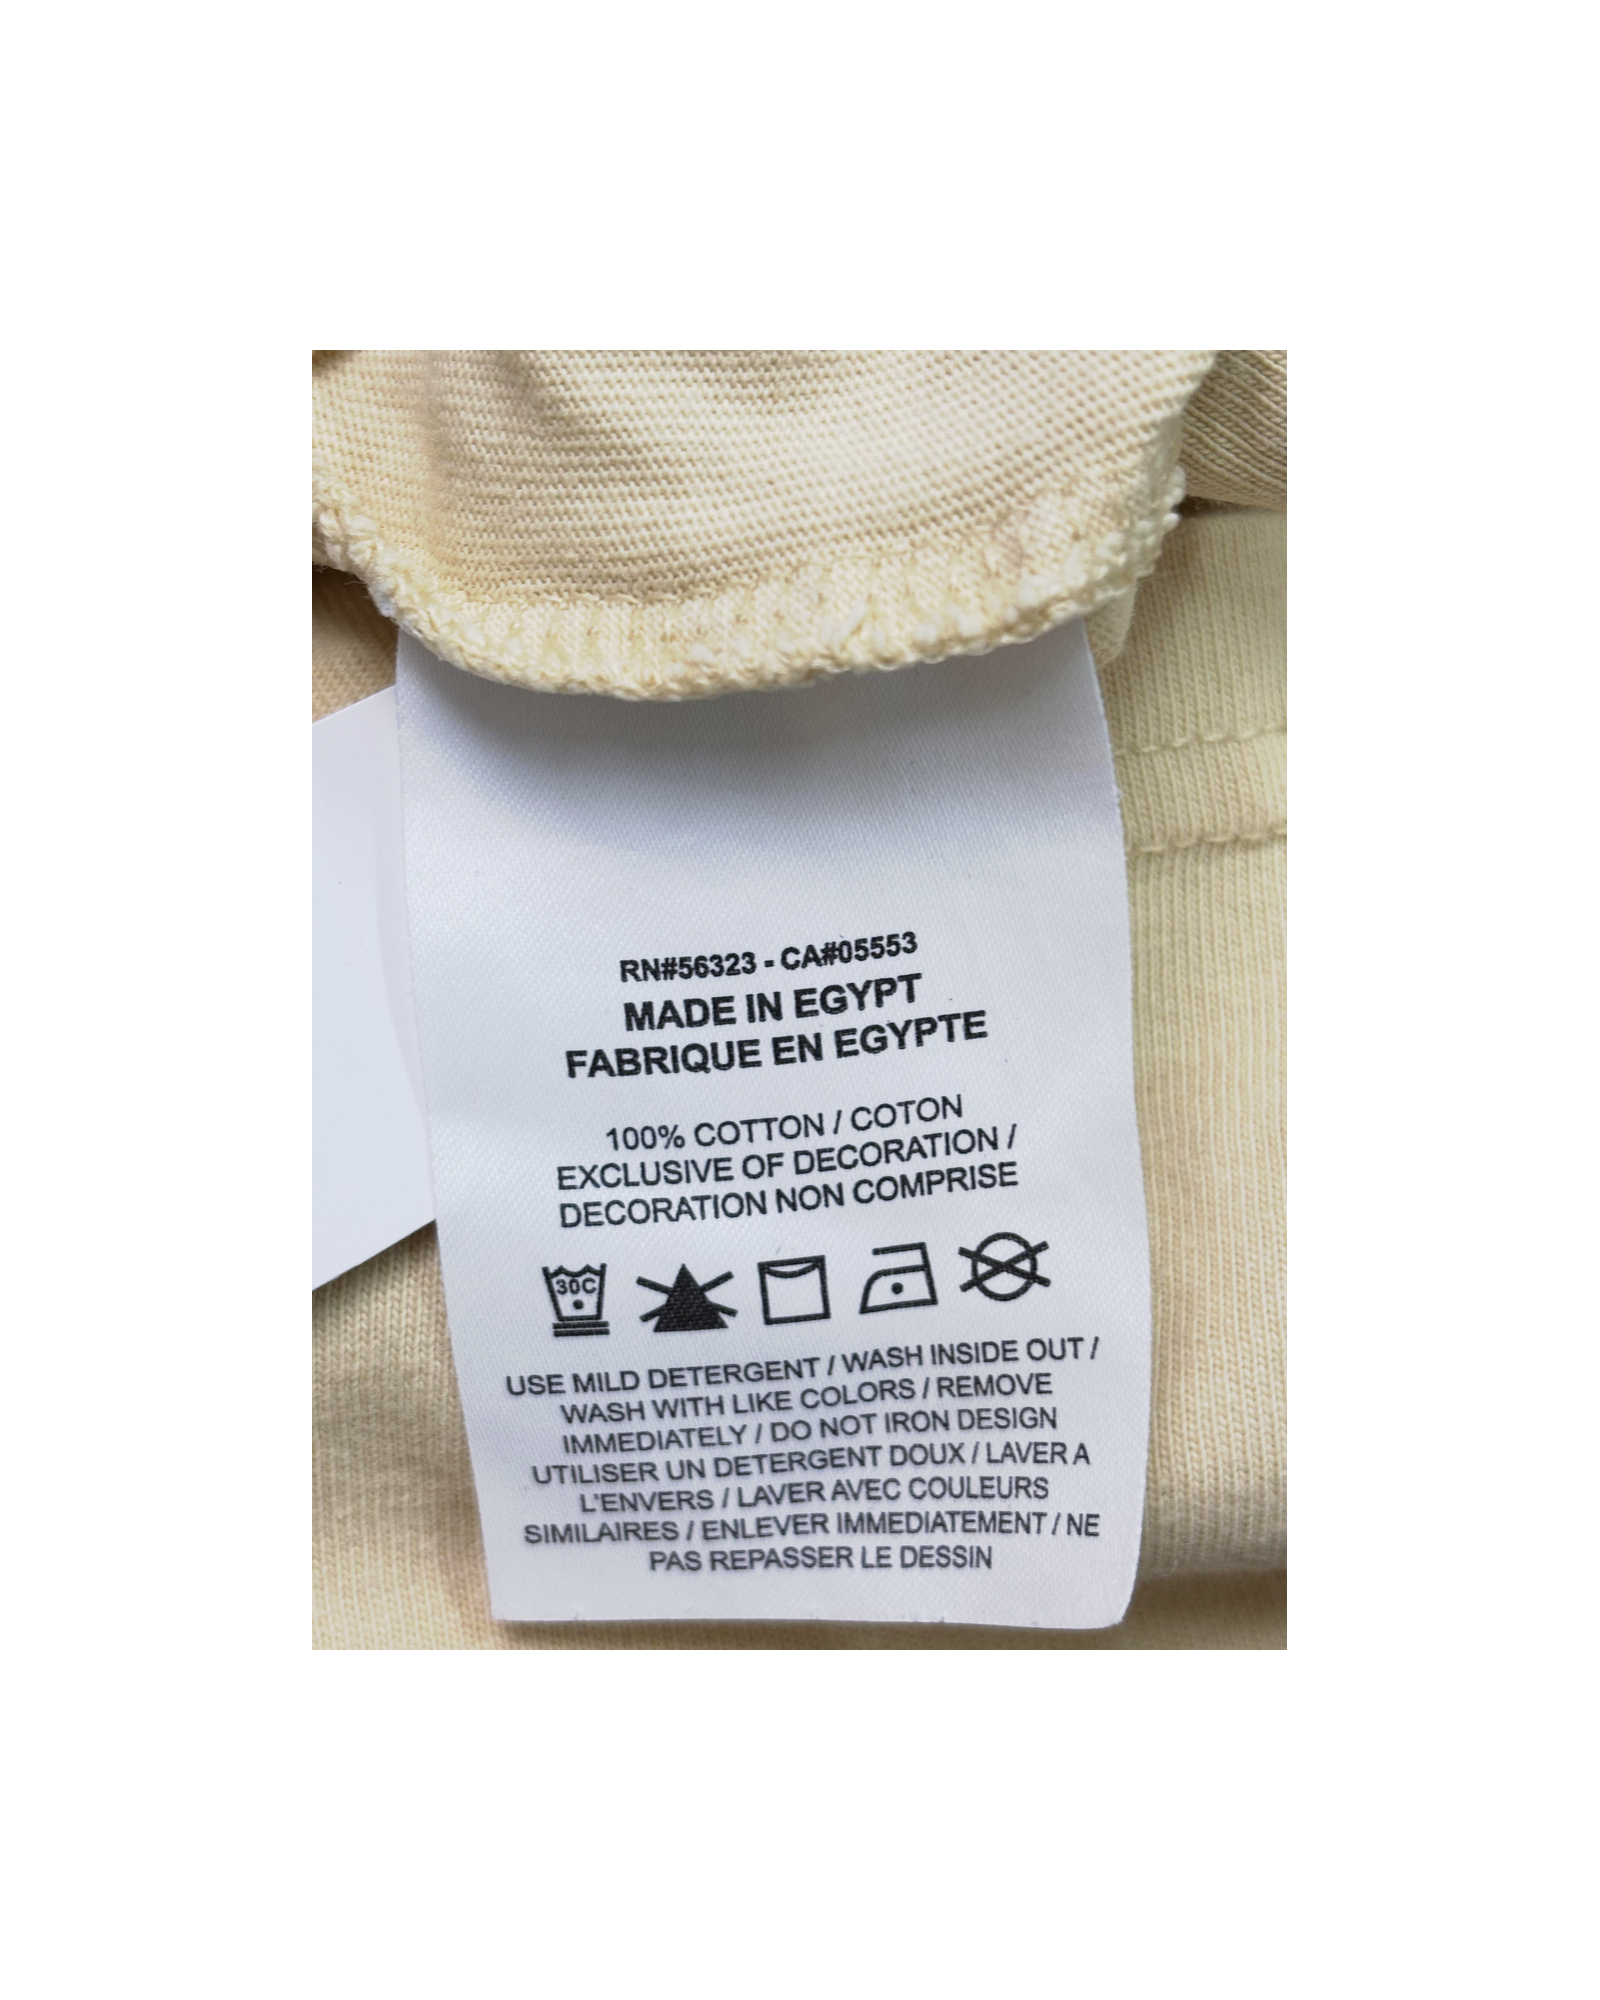 RN#56323 - CA#05553
MADE IN EGYPT
FABRIQUE EN EGYPTE
100% COTTON / COTON
EXCLUSIVE OF DECORATION /
DECORATION NON COMPRISE
30C
USE MILD DETERGENT / WASH INSIDE OUT /
WASH WITH LIKE COLORS / REMOVE
IMMEDIATELY / DO NOT IRON DESIGN
UTILISER UN DETERGENT DOUX / LAVER A
L'ENVERS / LAVER AVEC COULEURS
SIMILAIRES / ENLEVER IMMEDIATEMENT / NE
PAS REPASSER LE DESSIN